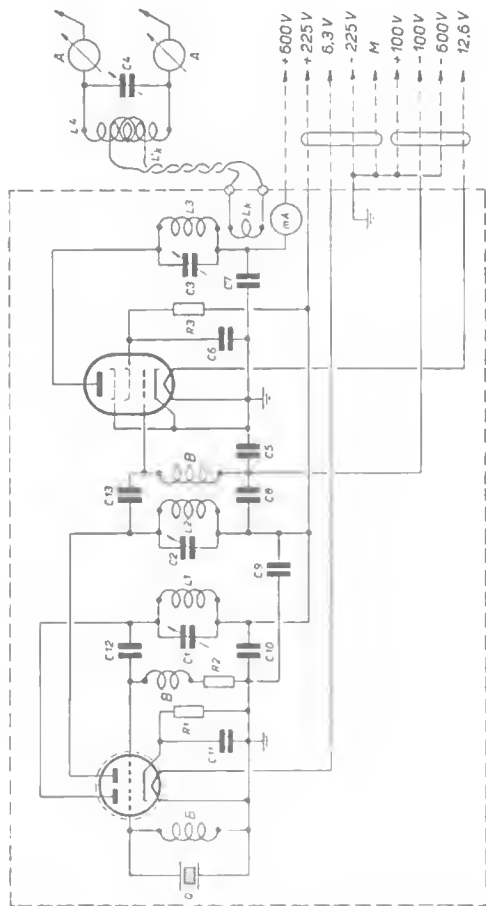 A
A
C4
L4
L'k
+600V
+225V
6,3V
-225V
M
+100V
-100V
-600V
12,6V
Lk
mA
L3
C3
C7
R3
C6
C5
C13
B
C8
C2
L2
C9
C12
C1
L1
C10
B
R2
R1
C11
Б
Q